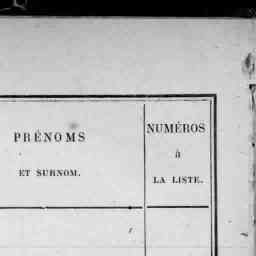 PRÉNOMS
ET SURNOM.
NUMÉROS
à
LA LISTE.